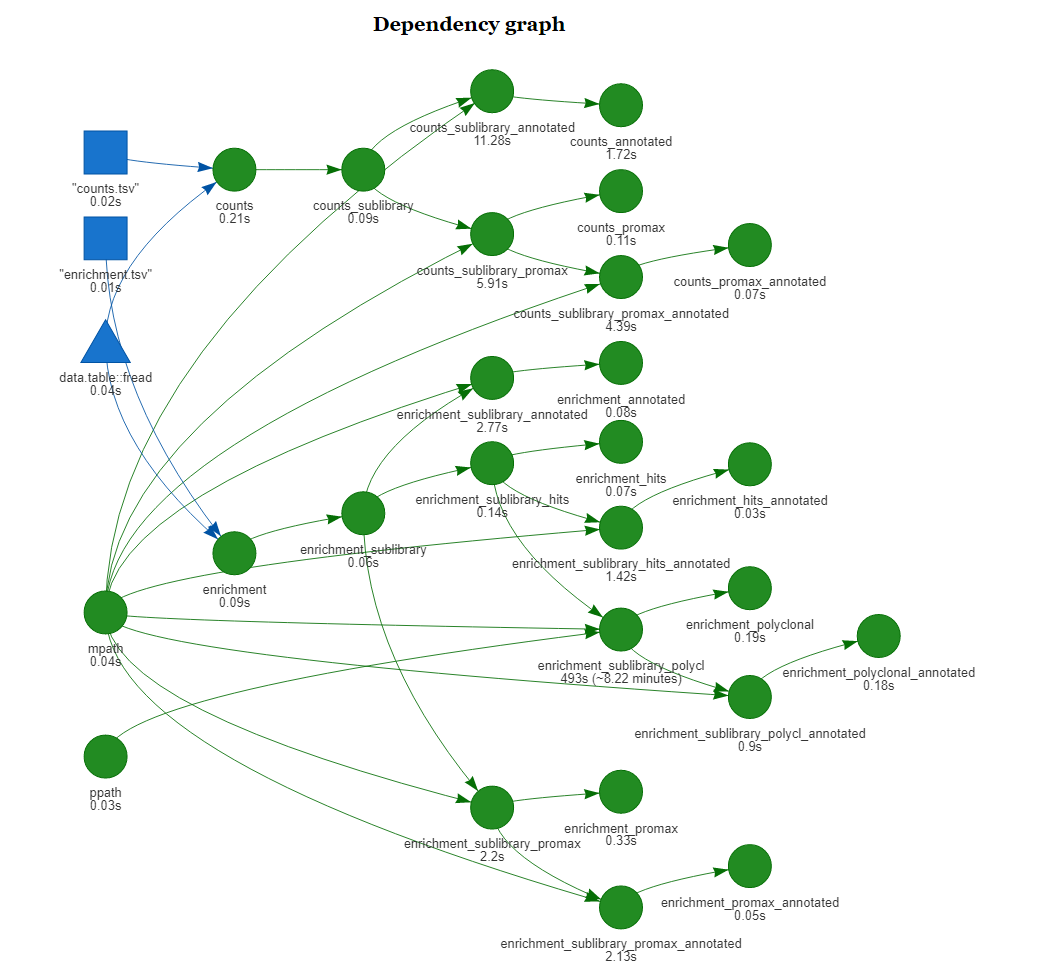 Dependency graph
"counts.tsv"
0.02s
"enrichment.tsv"
0.01s
data.table::fread
0.04s
counts
0.21s
counts_sublibrary
0.09s
counts_sublibrary_annotated
11.28s
counts_annotated
1.72s
counts_promax
0.11s
counts_sublibrary_promax
5.91s
counts_promax_annotated
0.07s
counts_sublibrary_promax_annotated
4.39s
enrichment_annotated
0.08s
enrichment_sublibrary_annotated
2.77s
enrichment_hits
0.07s
enrichment_sublibrary_hits
0.14s
enrichment_hits_annotated
0.03s
enrichment_sublibrary
0.06s
enrichment_sublibrary_hits_annotated
1.42s
enrichment
0.09s
enrichment_polyclonal
0.19s
mpath
0.04s
enrichment_sublibrary_polycl
493s (~8.22 minutes)
enrichment_polyclonal_annotated
0.18s
enrichment_sublibrary_polycl_annotated
0.9s
ppath
0.03s
enrichment_promax
0.33s
enrichment_sublibrary_promax
2.2s
enrichment_promax_annotated
0.05s
enrichment_sublibrary_promax_annotated
2.13s